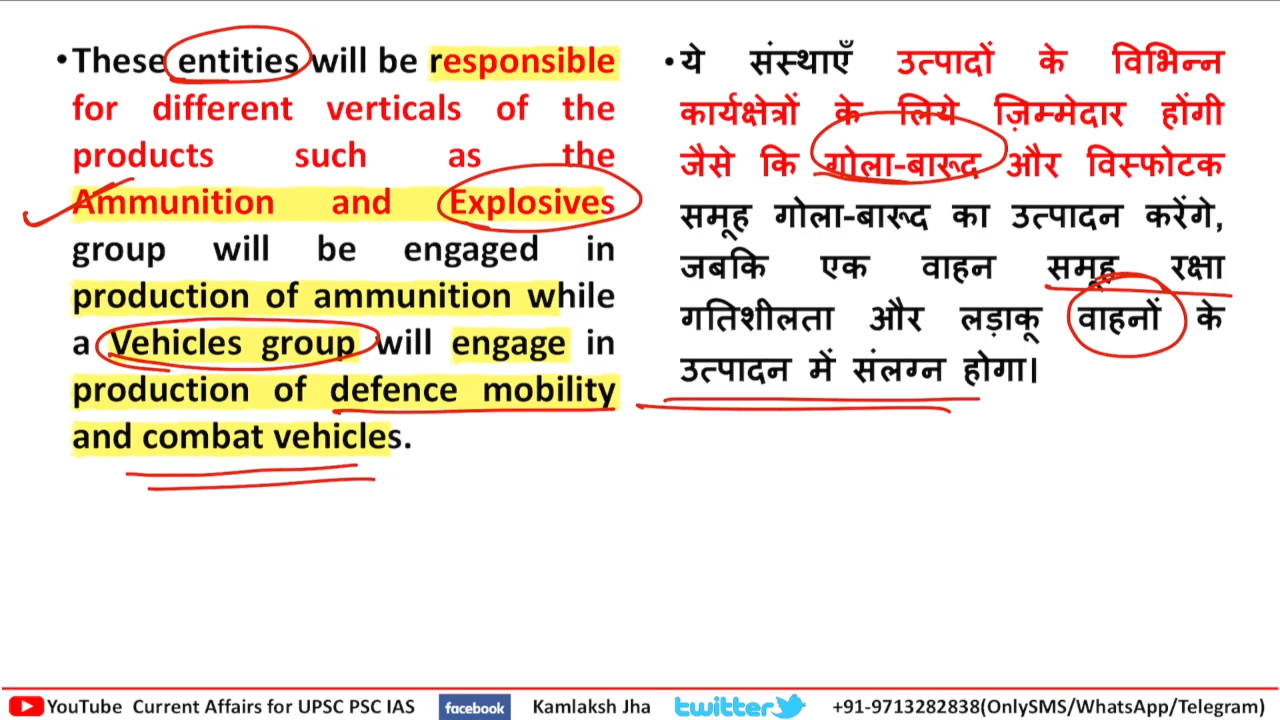 •These entities will be responsible
for different verticals of the
products such as the
Ammunition and Explosives
group will be engaged in
production of ammunition while
a Vehicles group will engage in
production of defence mobility
and combat vehicles.
•ये संस्थाएँ उत्पादों के विभिन्न
कार्यक्षेत्रों के लिये ज़िम्मेदार होंगी
जैसे कि गोला-बारूद और विस्फोटक
समूह गोला-बारूद का उत्पादन करेंगे,
जबकि एक वाहन समूह रक्षा
गतिशीलता और लड़ाकू वाहनों के
उत्पादन में संलग्न होगा।
YouTube Current Affairs for UPSC PSC IAS facebook Kamlaksh Jha twitter +91-9713282838(OnlySMS/WhatsApp/Telegram)